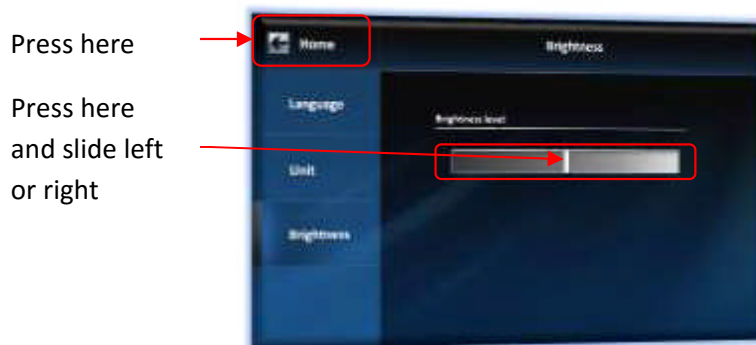 Press here
Press here
and slide left
or right
Home
Brightness
Language
Brightness level
Unit
Brightness